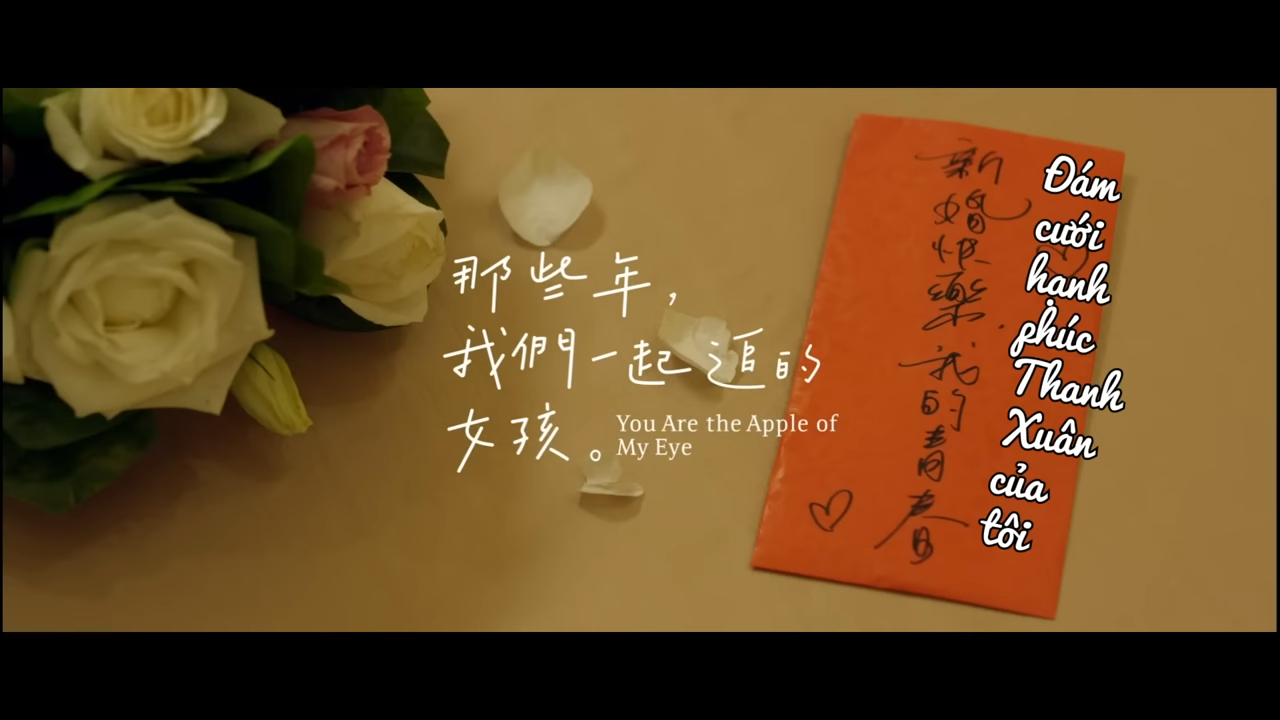 那些年，
我們一起追的
女孩。
You Are the Apple of
My Eye
新婚快樂，我的青春
Đám
cưới
hạnh
phúc
Thanh
Xuân
của
tôi